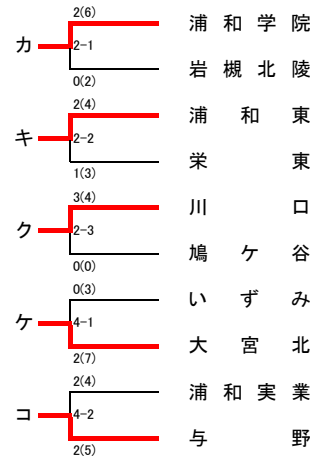 2(6) 浦和学院
カ 2-1
0(2) 岩槻北陵
2(4) 浦和東
キ 2-2
1(3) 栄東
3(4) 川口
ク 2-3
0(0) 鳩ケ谷
0(3) いずみ
ケ 4-1
2(7) 大宮北
2(4) 浦和実業
コ 4-2
2(5) 与野